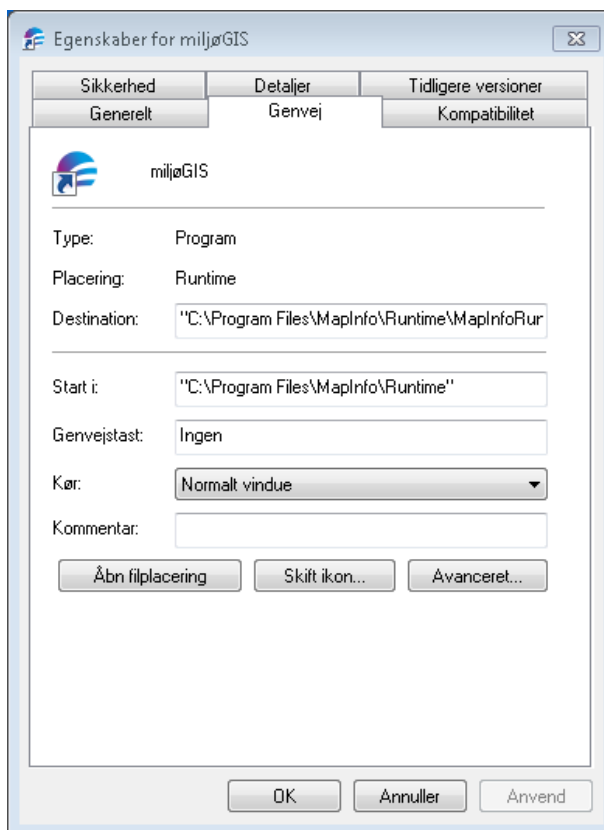 Egenskaber for miljøGIS
Sikkerhed Detaljer Tidligere versioner
Generelt Genvej Kompatibilitet
miljøGIS
Type: Program
Placering: Runtime
Destination: "C:\Program Files\MapInfo\Runtime\MapInfoRun
Start i: "C:\Program Files\MapInfo\Runtime"
Genvejstast: Ingen
Kør: Normalt vindue
Kommentar:
Åbn filplacering Skift ikon... Avanceret...
OK Annuller Anvend